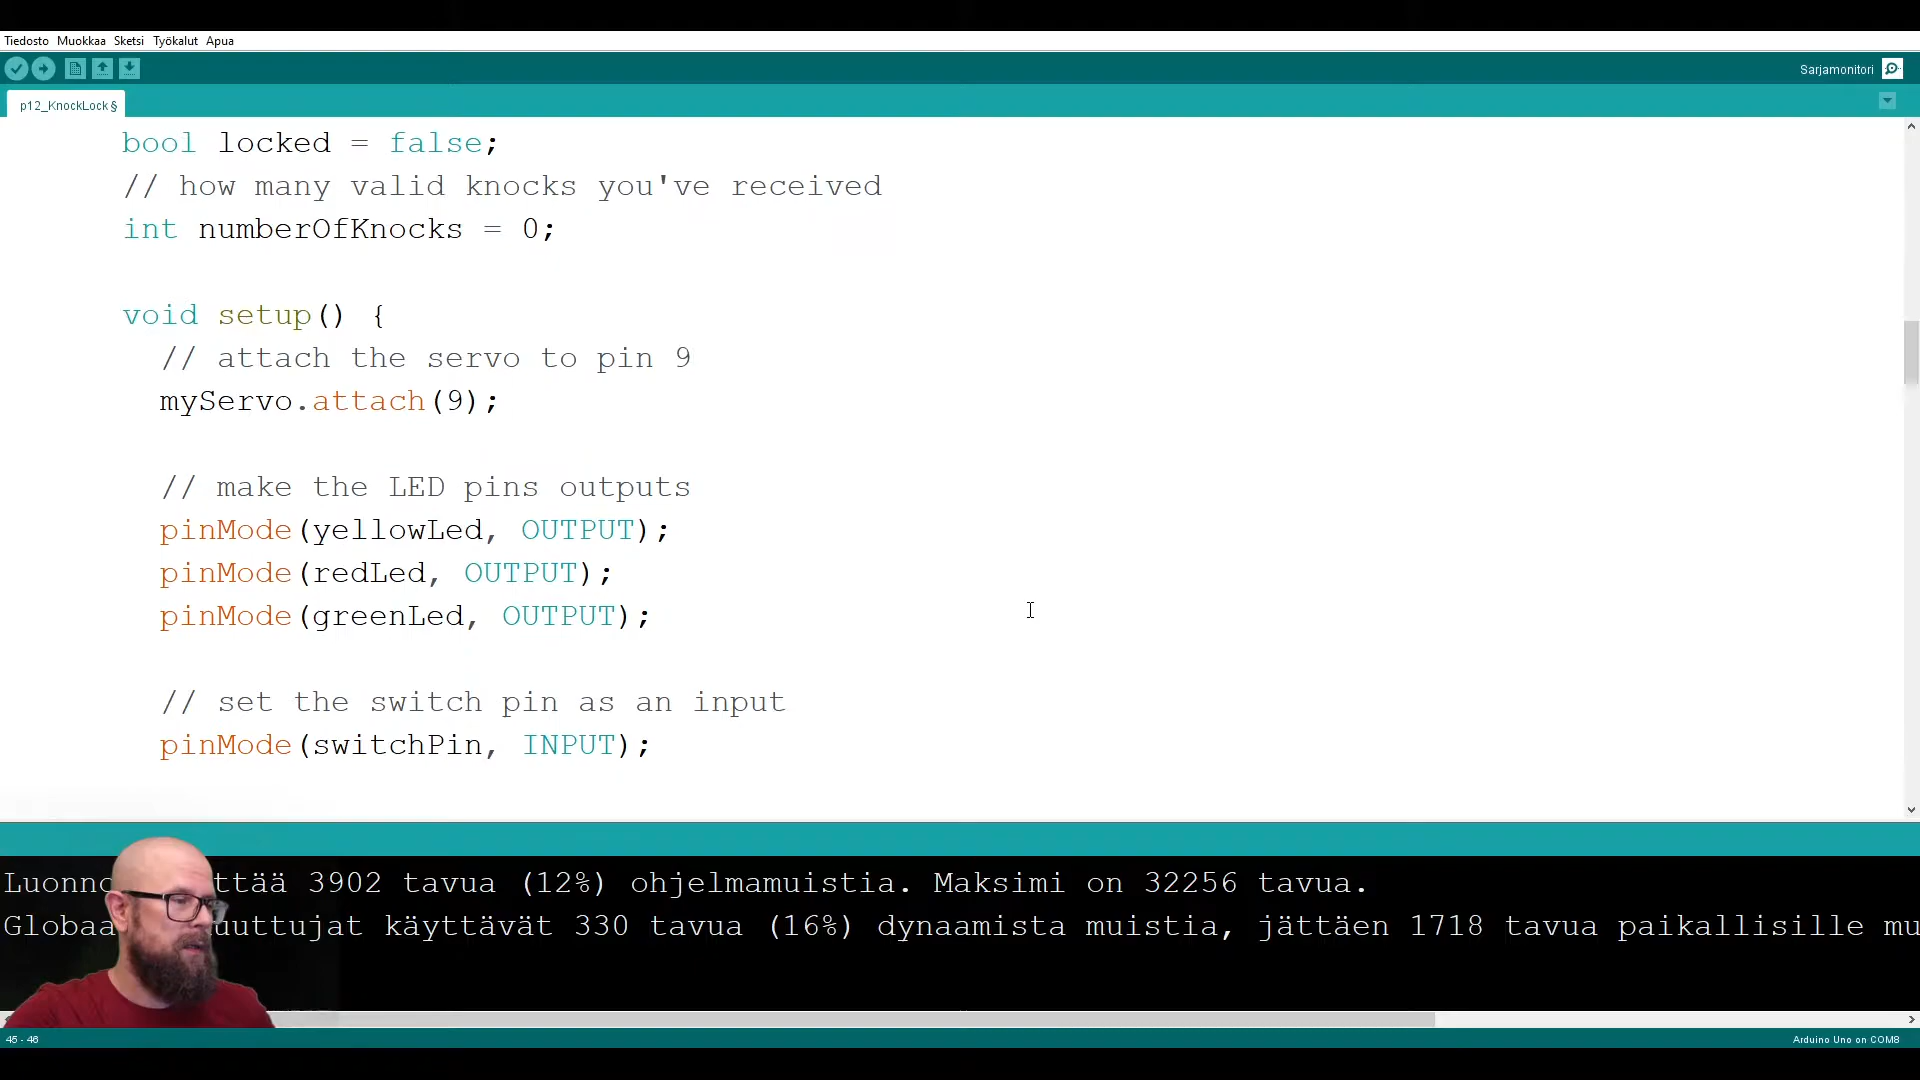 Tiedosto Muokkaa Sketsi Työkalut Apua
Sarjamonitori
p12_KnockLock §
bool locked = false;
// how many valid knocks you've received
int numberOfKnocks = 0;
void setup() {
// attach the servo to pin 9
myServo.attach(9);
// make the LED pins outputs
pinMode(yellowLed, OUTPUT);
pinMode(redLed, OUTPUT);
pinMode(greenLed, OUTPUT);
// set the switch pin as an input
pinMode(switchPin, INPUT);
3902 tavua (12%) ohjelmamuistia. Maksimi on 32256 tavua.
käyttävät 330 tavua (16%) dynaamista muistia, jättäen 1718 tavua paikallisille
45 - 46
Arduino Uno on COM8